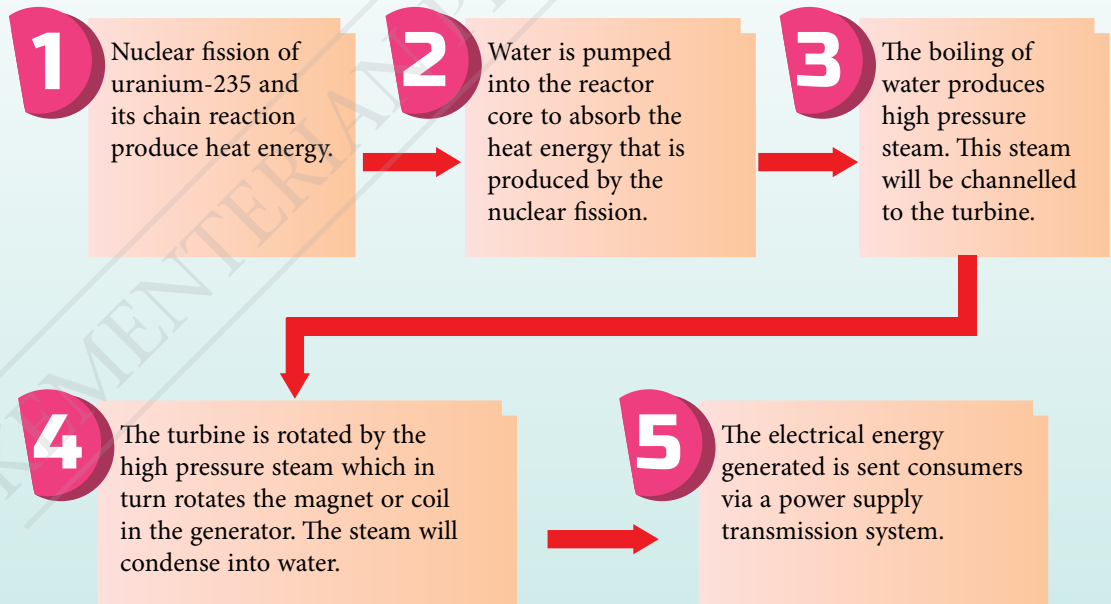 1
Nuclear fission of
uranium-235 and
its chain reaction
produce heat energy.
2
Water is pumped
into the reactor
core to absorb the
heat energy that is
produced by the
nuclear fission.
3
The boiling of
water produces
high pressure
steam. This steam
will be channelled
to the turbine.
4
The turbine is rotated by the
high pressure steam which in
turn rotates the magnet or coil
in the generator. The steam will
condense into water.
5
The electrical energy
generated is sent consumers
via a power supply
transmission system.
KEMENTERIAN